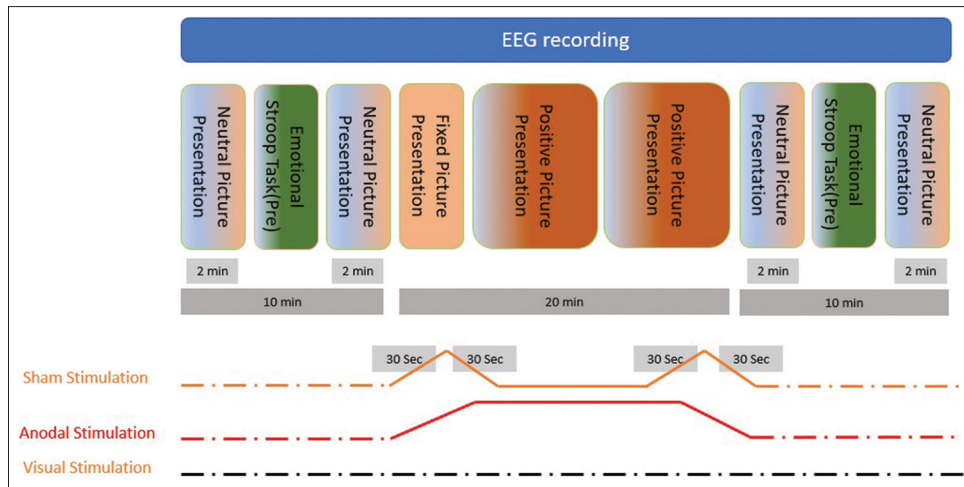 EEG recording
Neutral Picture
Presentation
Emotional
Stroop Task(Pre)
Neutral Picture
Presentation
Fixed Picture
Presentation
Positive Picture
Presentation
Positive Picture
Presentation
Neutral Picture
Presentation
Emotional
Stroop Task(Pre)
Neutral Picture
Presentation
2 min
2 min
2 min
2 min
10 min
20 min
10 min
30 Sec
30 Sec
30 Sec
30 Sec
Sham Stimulation
Anodal Stimulation
Visual Stimulation